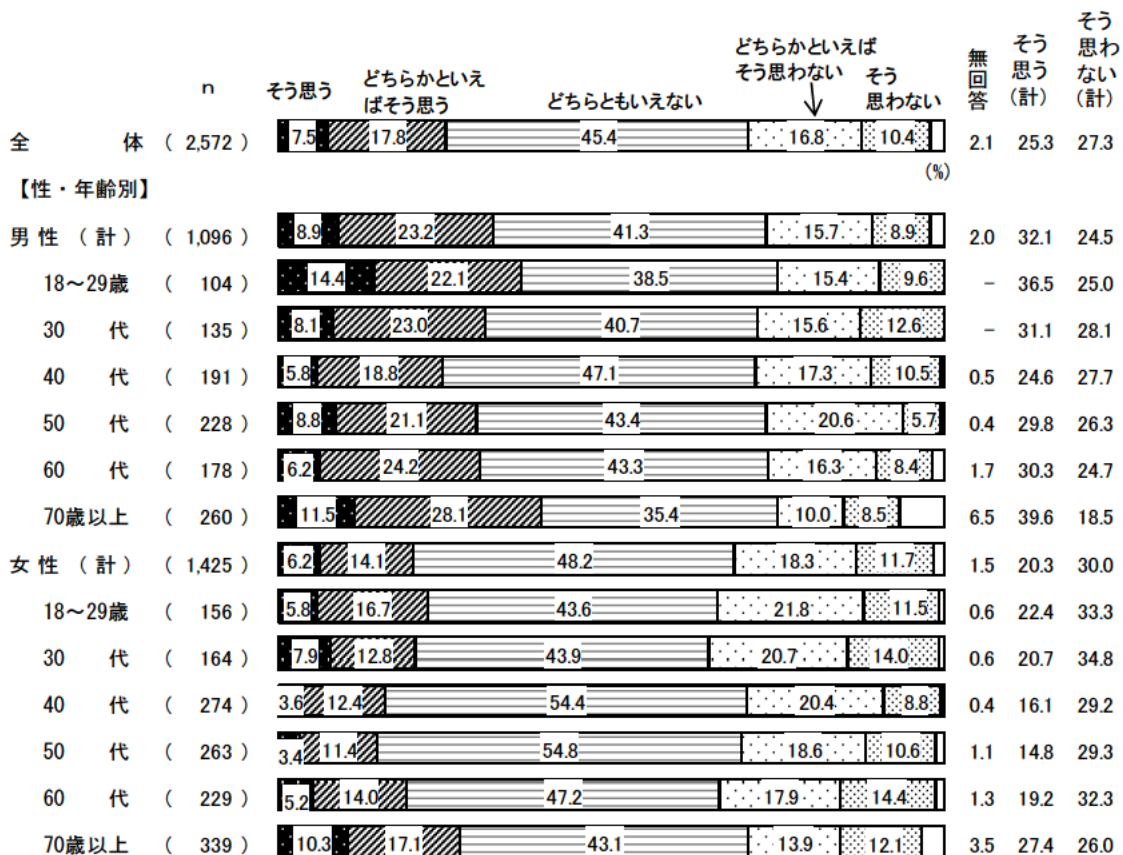 n
そう思う
どちらかといえ
ばそう思う
どちらともいえない
どちらかといえば
そう思わない
そう
思わない
無回答
そう
思う
(計)
そう
思わ
ない
(計)
全 体 ( 2,572 ) 7.5 17.8 45.4 16.8 10.4 2.1 25.3 27.3
(%)
【性・年齢別】
男性(計) ( 1,096 ) 8.9 23.2 41.3 15.7 8.9 2.0 32.1 24.5
18~29歳 ( 104 ) 14.4 22.1 38.5 15.4 9.6 - 36.5 25.0
30 代 ( 135 ) 8.1 23.0 40.7 15.6 12.6 - 31.1 28.1
40 代 ( 191 ) 5.8 18.8 47.1 17.3 10.5 0.5 24.6 27.7
50 代 ( 228 ) 8.8 21.1 43.4 20.6 5.7 0.4 29.8 26.3
60 代 ( 178 ) 6.2 24.2 43.3 16.3 8.4 1.7 30.3 24.7
70歳以上 ( 260 ) 11.5 28.1 35.4 10.0 8.5 6.5 39.6 18.5
女性(計) ( 1,425 ) 6.2 14.1 48.2 18.3 11.7 1.5 20.3 30.0
18~29歳 ( 156 ) 5.8 16.7 43.6 21.8 11.5 0.6 22.4 33.3
30 代 ( 164 ) 7.9 12.8 43.9 20.7 14.0 0.6 20.7 34.8
40 代 ( 274 ) 3.6 12.4 54.4 20.4 8.8 0.4 16.1 29.2
50 代 ( 263 ) 3.4 11.4 54.8 18.6 10.6 1.1 14.8 29.3
60 代 ( 229 ) 5.2 14.0 47.2 17.9 14.4 1.3 19.2 32.3
70歳以上 ( 339 ) 10.3 17.1 43.1 13.9 12.1 3.5 27.4 26.0